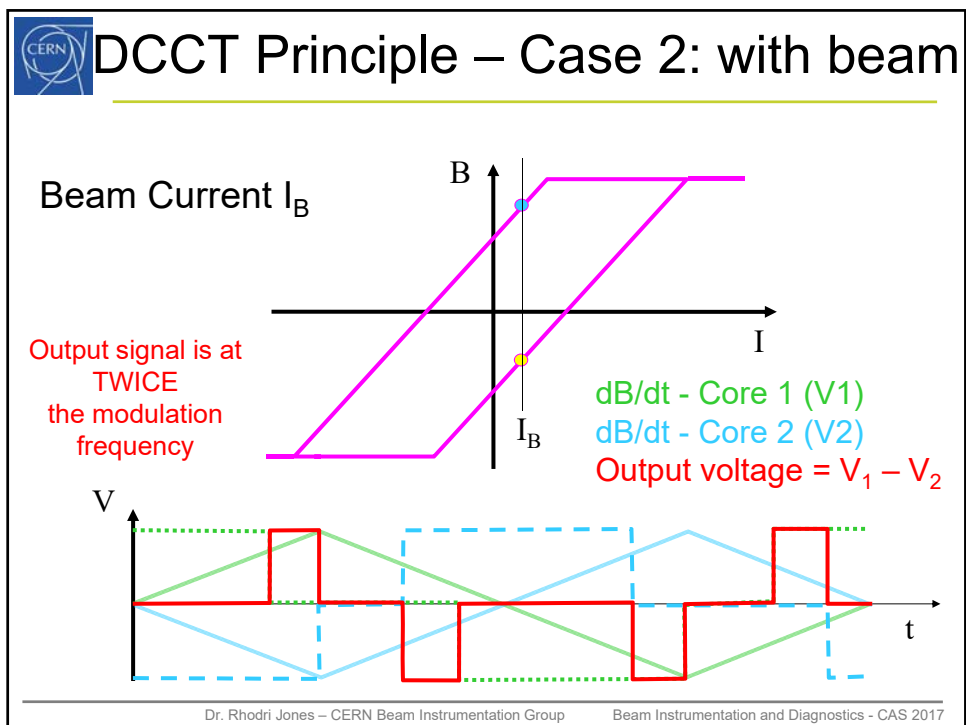 CERN
DCCT Principle – Case 2: with beam
Beam Current I_B
B
I
I_B
Output signal is at
TWICE
the modulation
frequency
dB/dt - Core 1 (V1)
dB/dt - Core 2 (V2)
Output voltage = V₁ – V₂
V
t
Dr. Rhodri Jones – CERN Beam Instrumentation Group
Beam Instrumentation and Diagnostics - CAS 2017